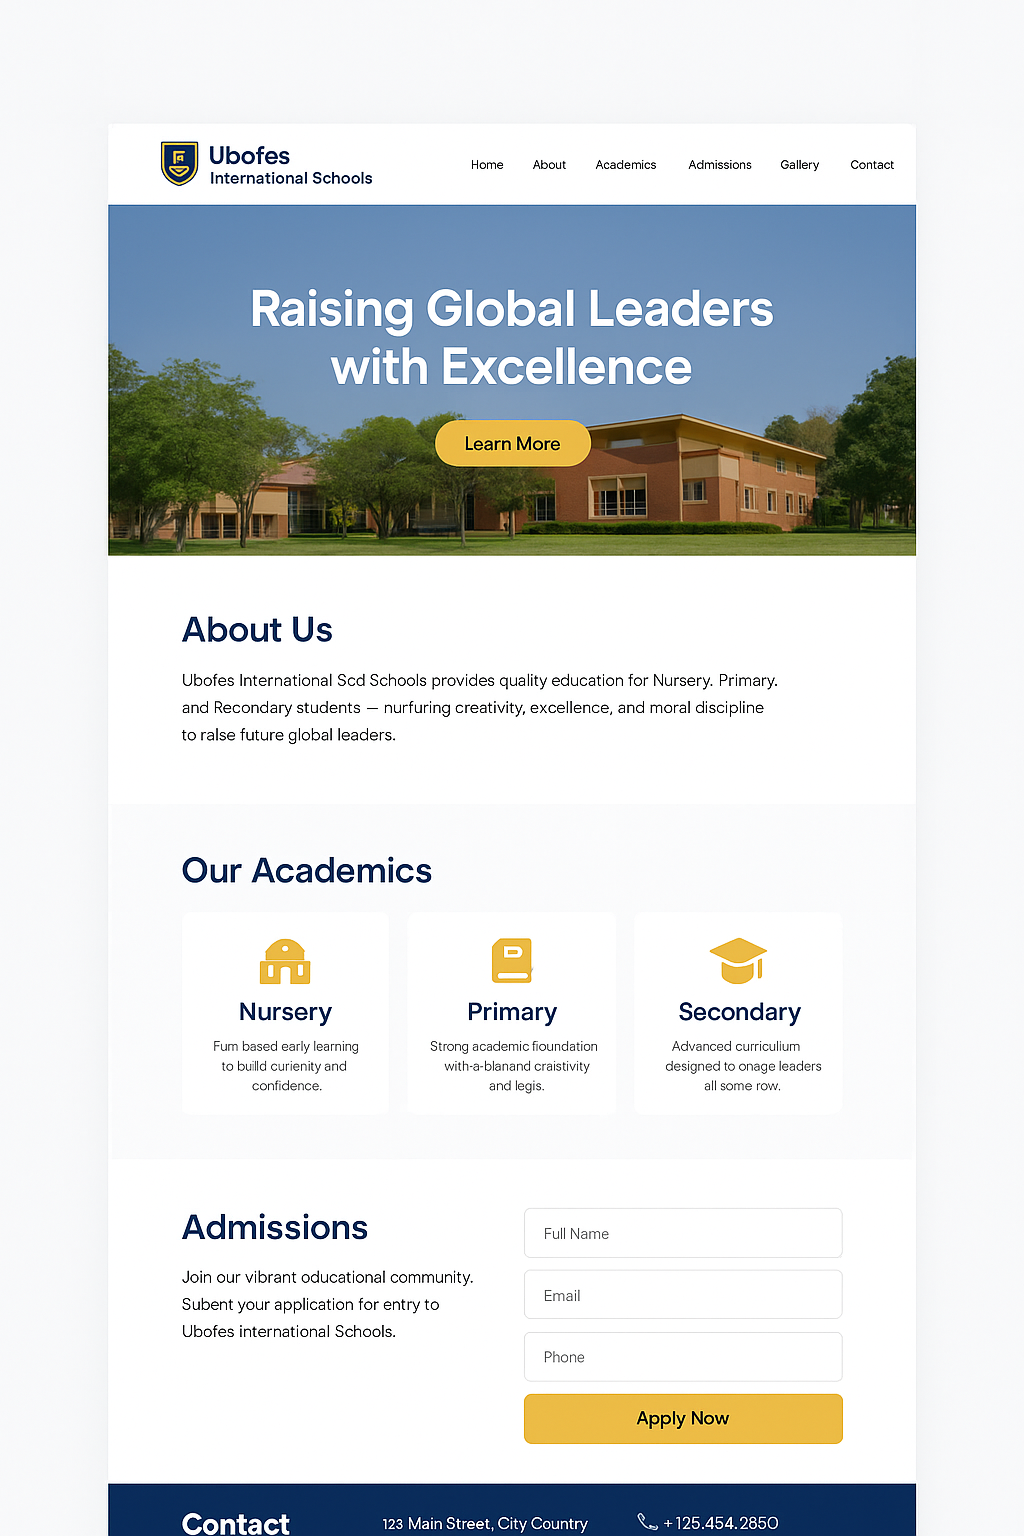 Ubofes
International Schools
Home About Academics Admissions Gallery Contact
Raising Global Leaders
with Excellence
Learn More
About Us
Ubofes International Scd Schools provides quality education for Nursery. Primary.
and Recondary students — nurfuring creativity, excellence, and moral discipline
to ralse future global leaders.
Our Academics
Nursery
Fum based early learning
to builld curienity and
confidence.
Primary
Strong academic fioundation
with-a-blanand craistivity
and legis.
Secondary
Advanced curriculium
designed to onage leaders
all some row.
Admissions
Join our vibrant oducational community.
Subent your application for entry to
Ubofes international Schools.
Full Name
Email
Phone
Apply Now
Contact
123 Main Street, City Country
+125.454.2850